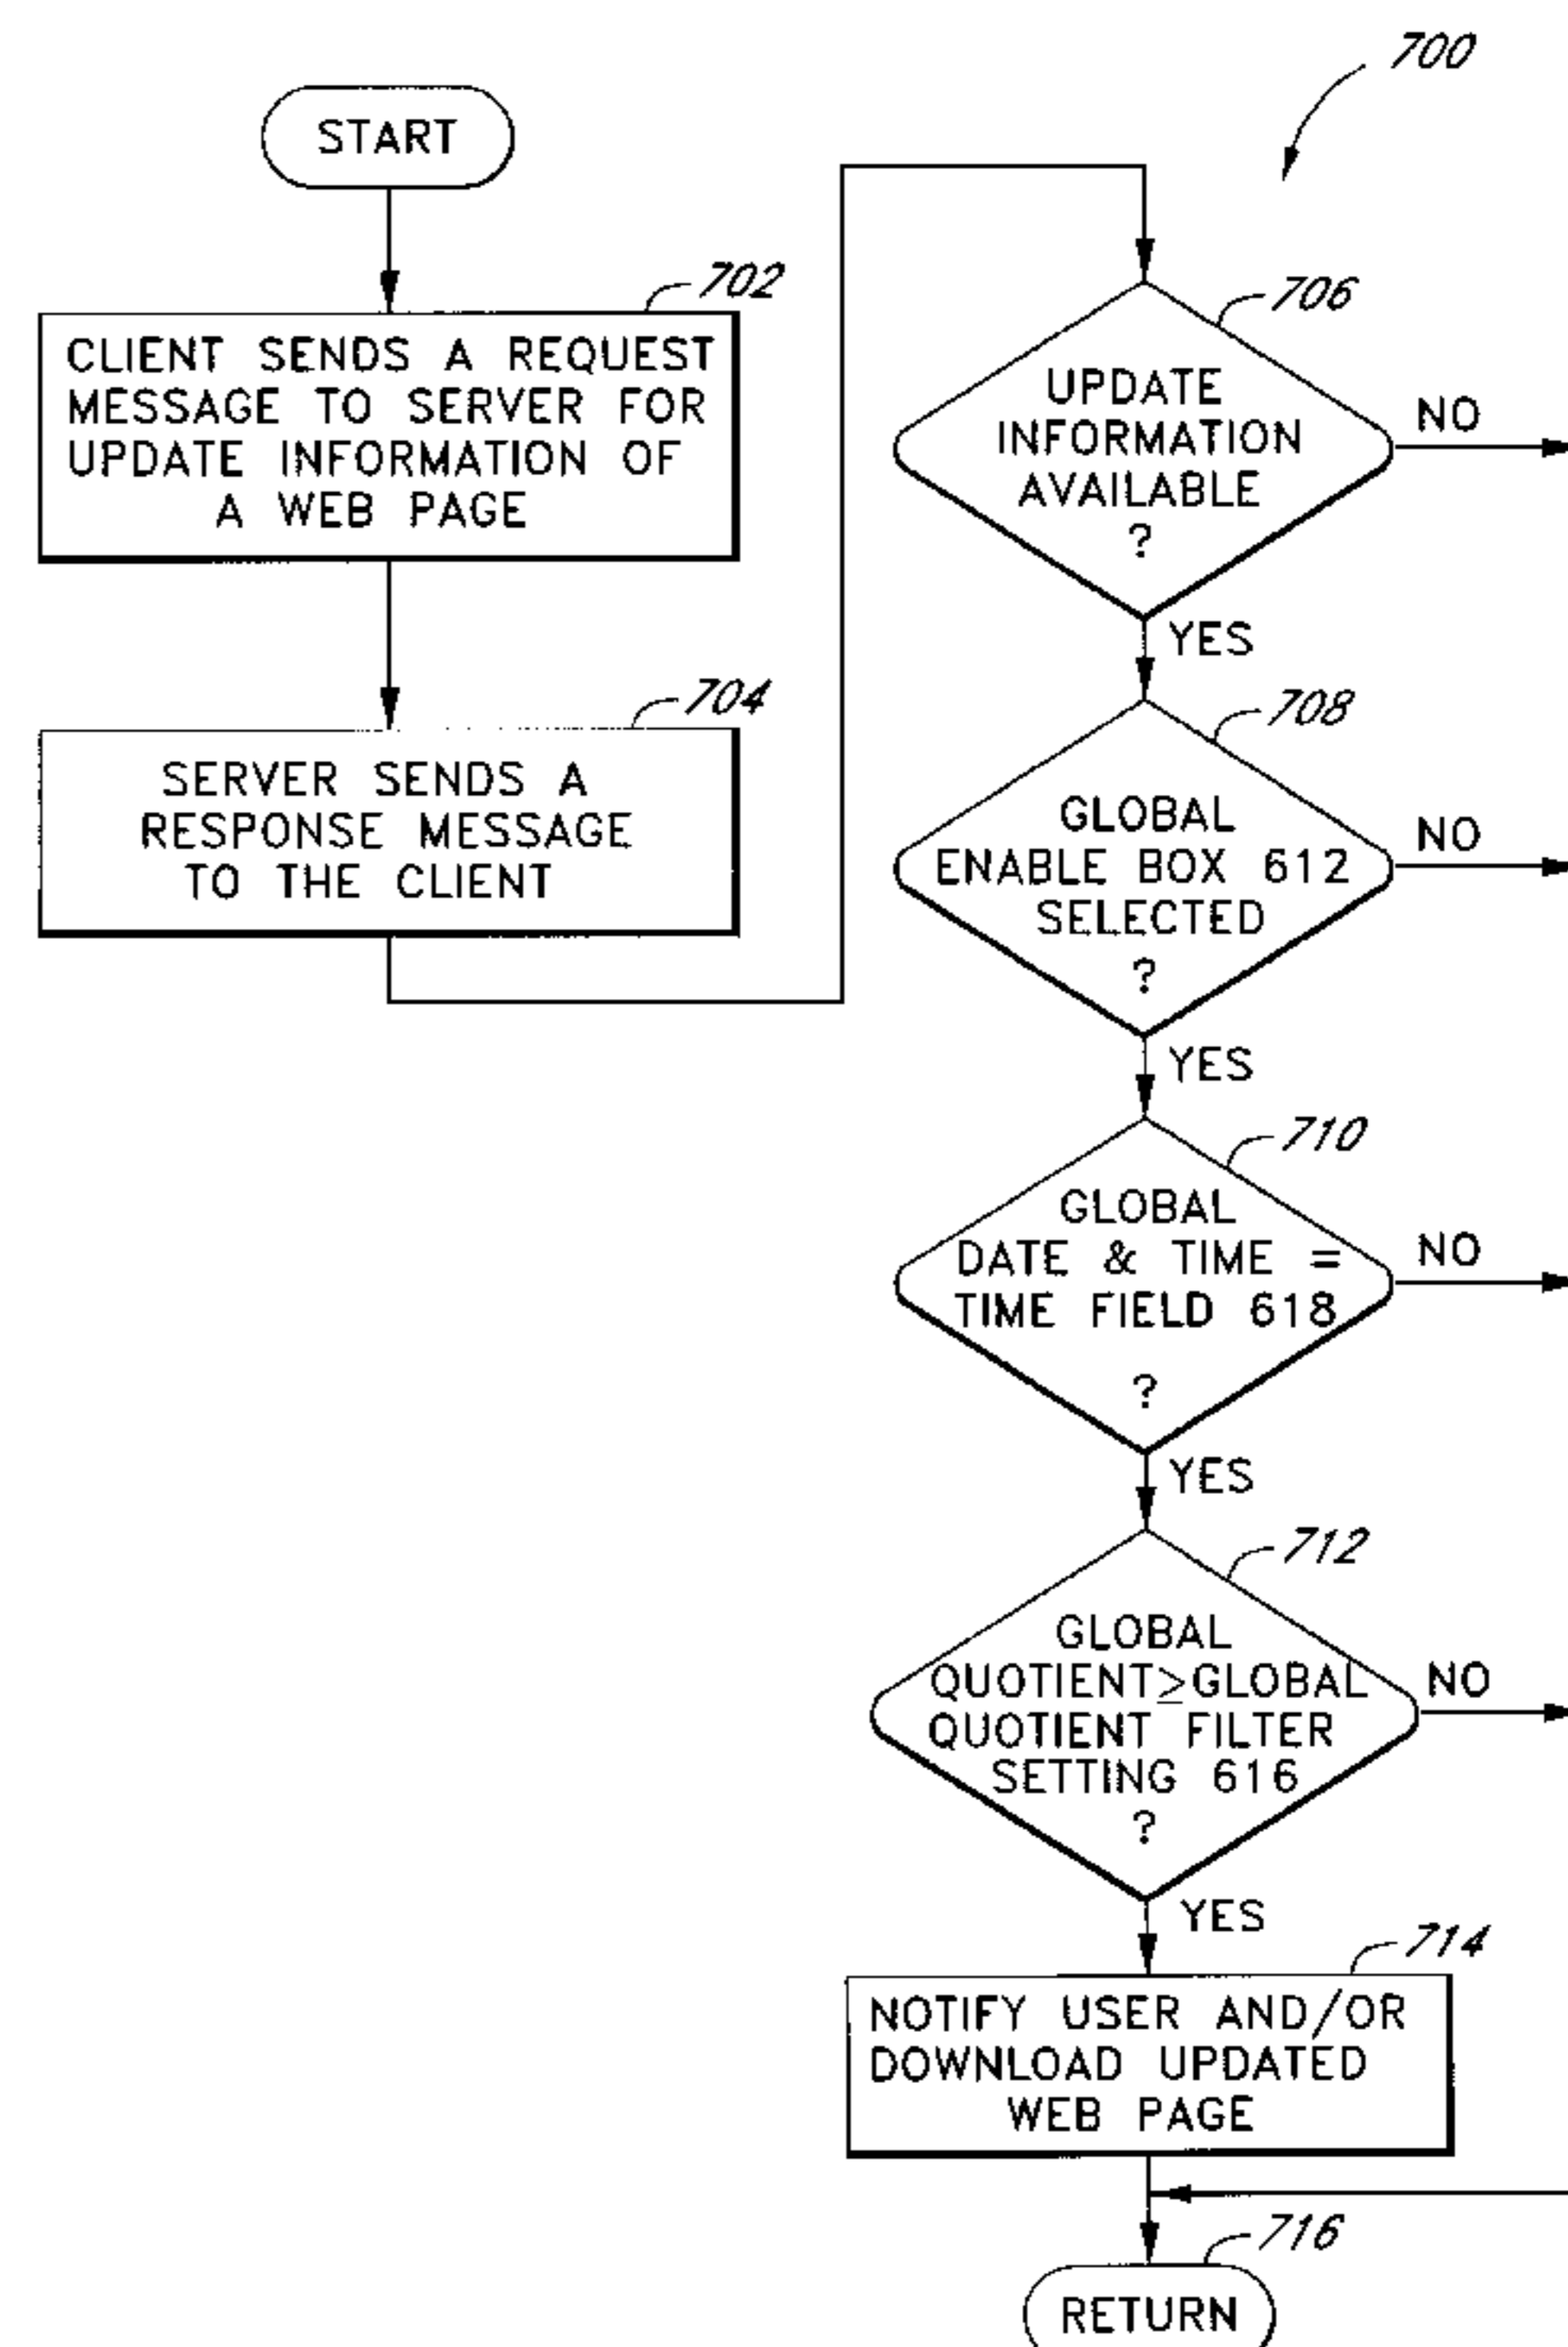 700
START
702
CLIENT SENDS A REQUEST
MESSAGE TO SERVER FOR
UPDATE INFORMATION OF
A WEB PAGE
704
SERVER SENDS A
RESPONSE MESSAGE
TO THE CLIENT
706
UPDATE
INFORMATION
AVAILABLE
?
NO
YES
708
GLOBAL
ENABLE BOX 612
SELECTED
?
NO
YES
710
GLOBAL
DATE & TIME =
TIME FIELD 618
?
NO
YES
712
GLOBAL
QUOTIENT≥GLOBAL
QUOTIENT FILTER
SETTING 616
?
NO
YES
714
NOTIFY USER AND/OR
DOWNLOAD UPDATED
WEB PAGE
716
RETURN